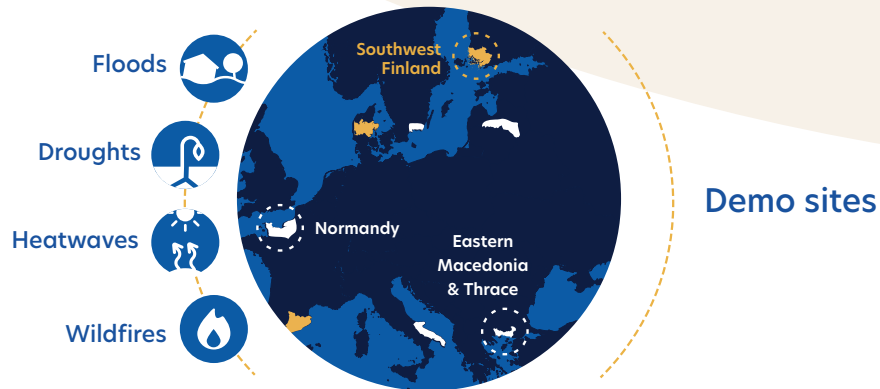 Floods
Droughts
Heatwaves
Wildfires
Southwest
Finland
Normandy
Eastern
Macedonia
& Thrace
Demo sites